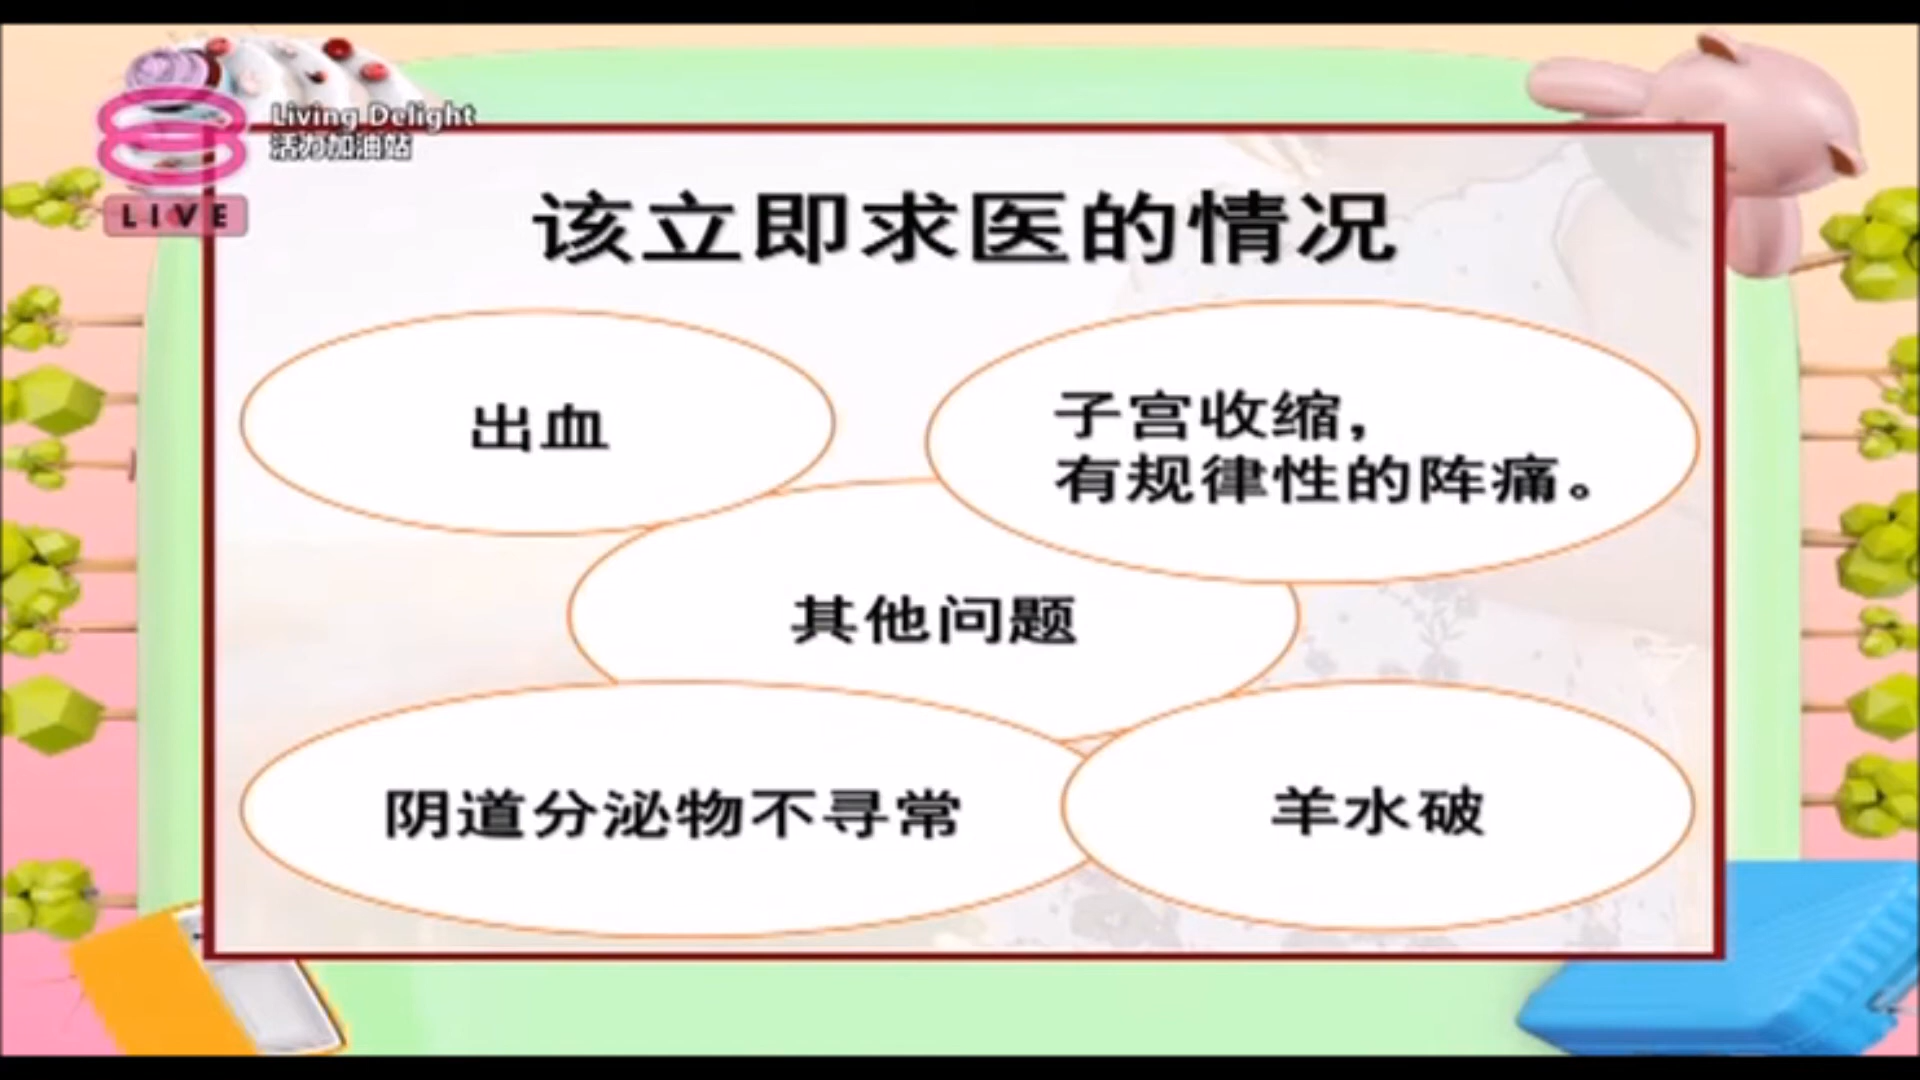 Living Delight
活力加油站
LIVE
该立即求医的情况
出血
子宫收缩，
有规律性的阵痛。
其他问题
阴道分泌物不寻常
羊水破